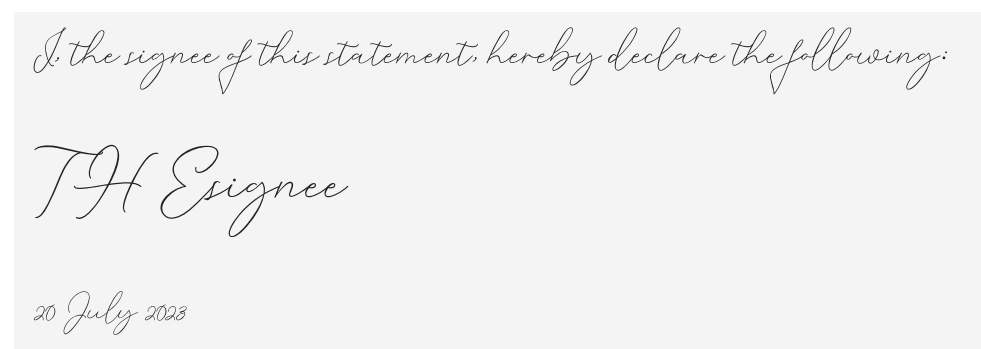 I, the signee of this statement, hereby declare the following:
TH Esignee
20 July 2023